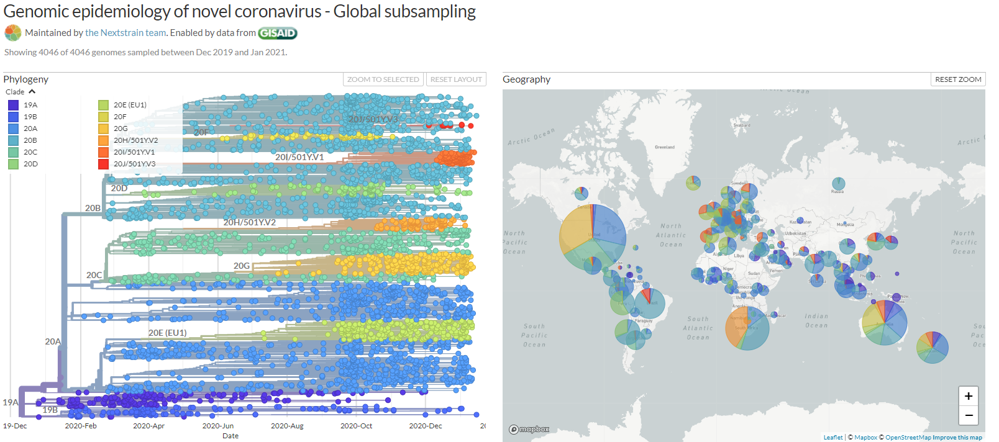 Genomic epidemiology of novel coronavirus - Global subsampling
Maintained by the Nextstrain team. Enabled by data from GISAID
Showing 4046 of 4046 genomes sampled between Dec 2019 and Jan 2021.
Phylogeny
ZOOM TO SELECTED
RESET LAYOUT
Clade
19A
19B
20A
20B
20C
20D
20E (EU1)
20F
20G
20H/501Y.V2
20I/501Y.V1
20J/501Y.V3
20J/501Y.V3
20F
20I/501Y.V1
20D
20B
20H/501Y.V2
20G
20C
20E (EU1)
20A
19A
19B
19-Dec
2020-Feb
2020-Apr
2020-Jun
2020-Aug
2020-Oct
2020-Dec
Date
Geography
RESET ZOOM
Arctic Ocean
Svalbard
Greenland
Sweden
Russia
Kazakhstan
Mongolia
Uzbekistan
North
Pacific
Ocean
North
Atlantic
Ocean
North
Pacific
Ocean
Libya
Niger
Sudan
Yemen
Angola
Paraguay
South
Pacific
Ocean
South
Atlantic
Ocean
Indian
Ocean
+
−
mapbox
Leaflet | © Mapbox © OpenStreetMap Improve this map